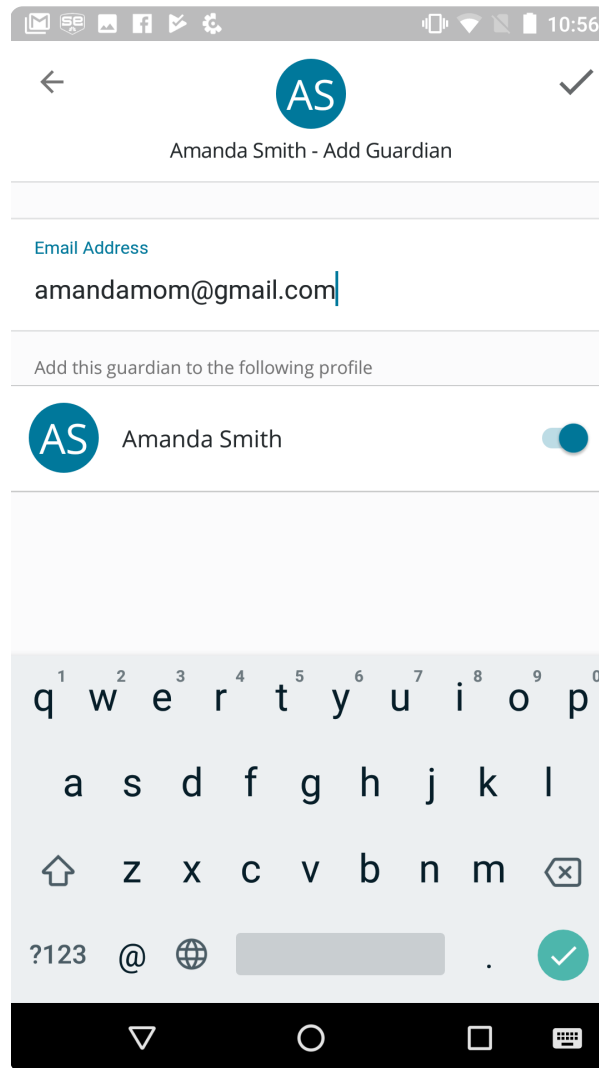 se 10:56
AS
Amanda Smith - Add Guardian
Email Address
amandamom@gmail.com
Add this guardian to the following profile
AS Amanda Smith
1 2 3 4 5 6 7 8 9 0
q w e r t y u i o p
a s d f g h j k l
z x c v b n m
?123 @ .